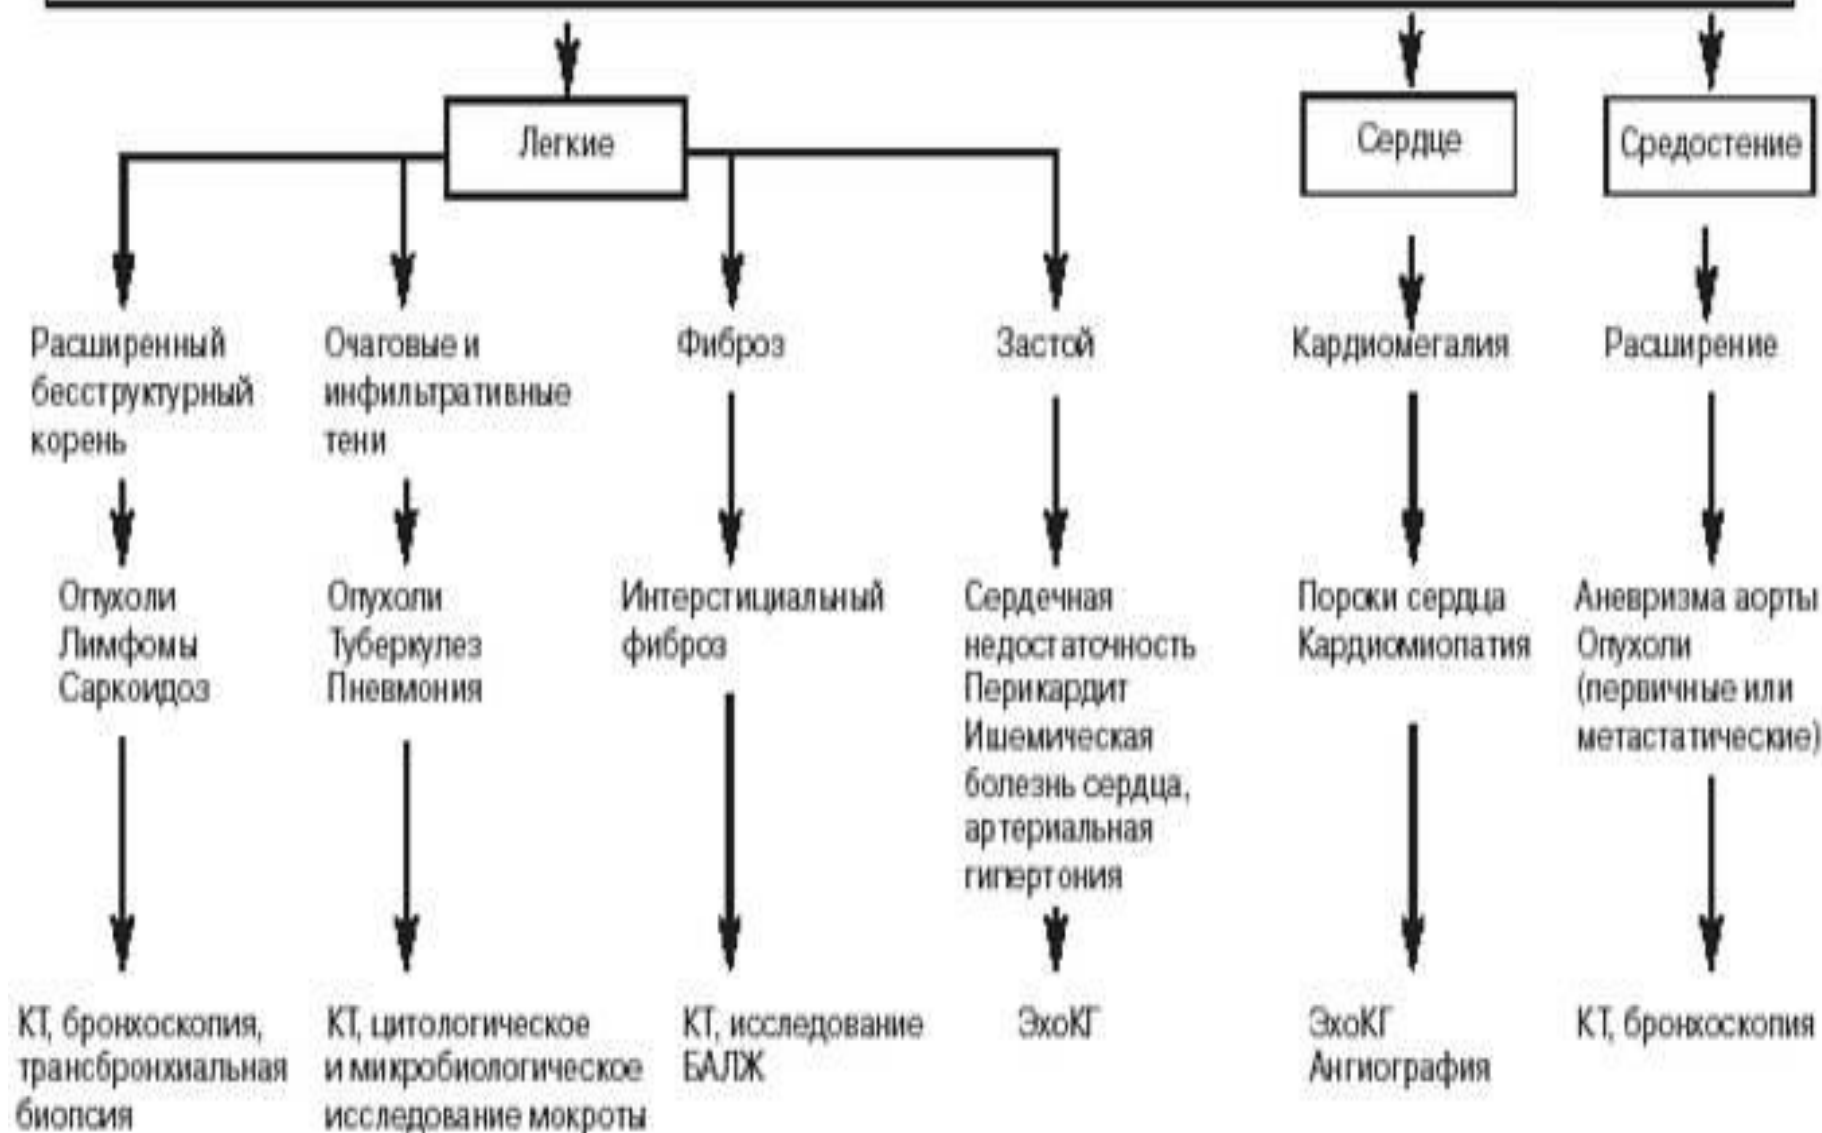 Легкие
Сердце
Средостение
Расширенный
бесструктурный
корень
Очаговые и
инфильтративные
тени
Фиброз
Застой
Кардиомегалия
Расширение
Опухоли
Лимфомы
Саркоидоз
Опухоли
Туберкулез
Пневмония
Интерстициальный
фиброз
Сердечная
недостаточность
Перикардит
Ишемическая
болезнь сердца,
артериальная
гипертония
Пороки сердца
Кардиомиопатия
Аневризма аорты
Опухоли
(первичные или
метастатические)
КТ, бронхоскопия,
трансбронхиальная
биопсия
КТ, цитологическое
и микробиологическое
исследование мокроты
КТ, исследование
БАЛЖ
ЭхоКГ
ЭхоКГ
Ангиография
КТ, бронхоскопия